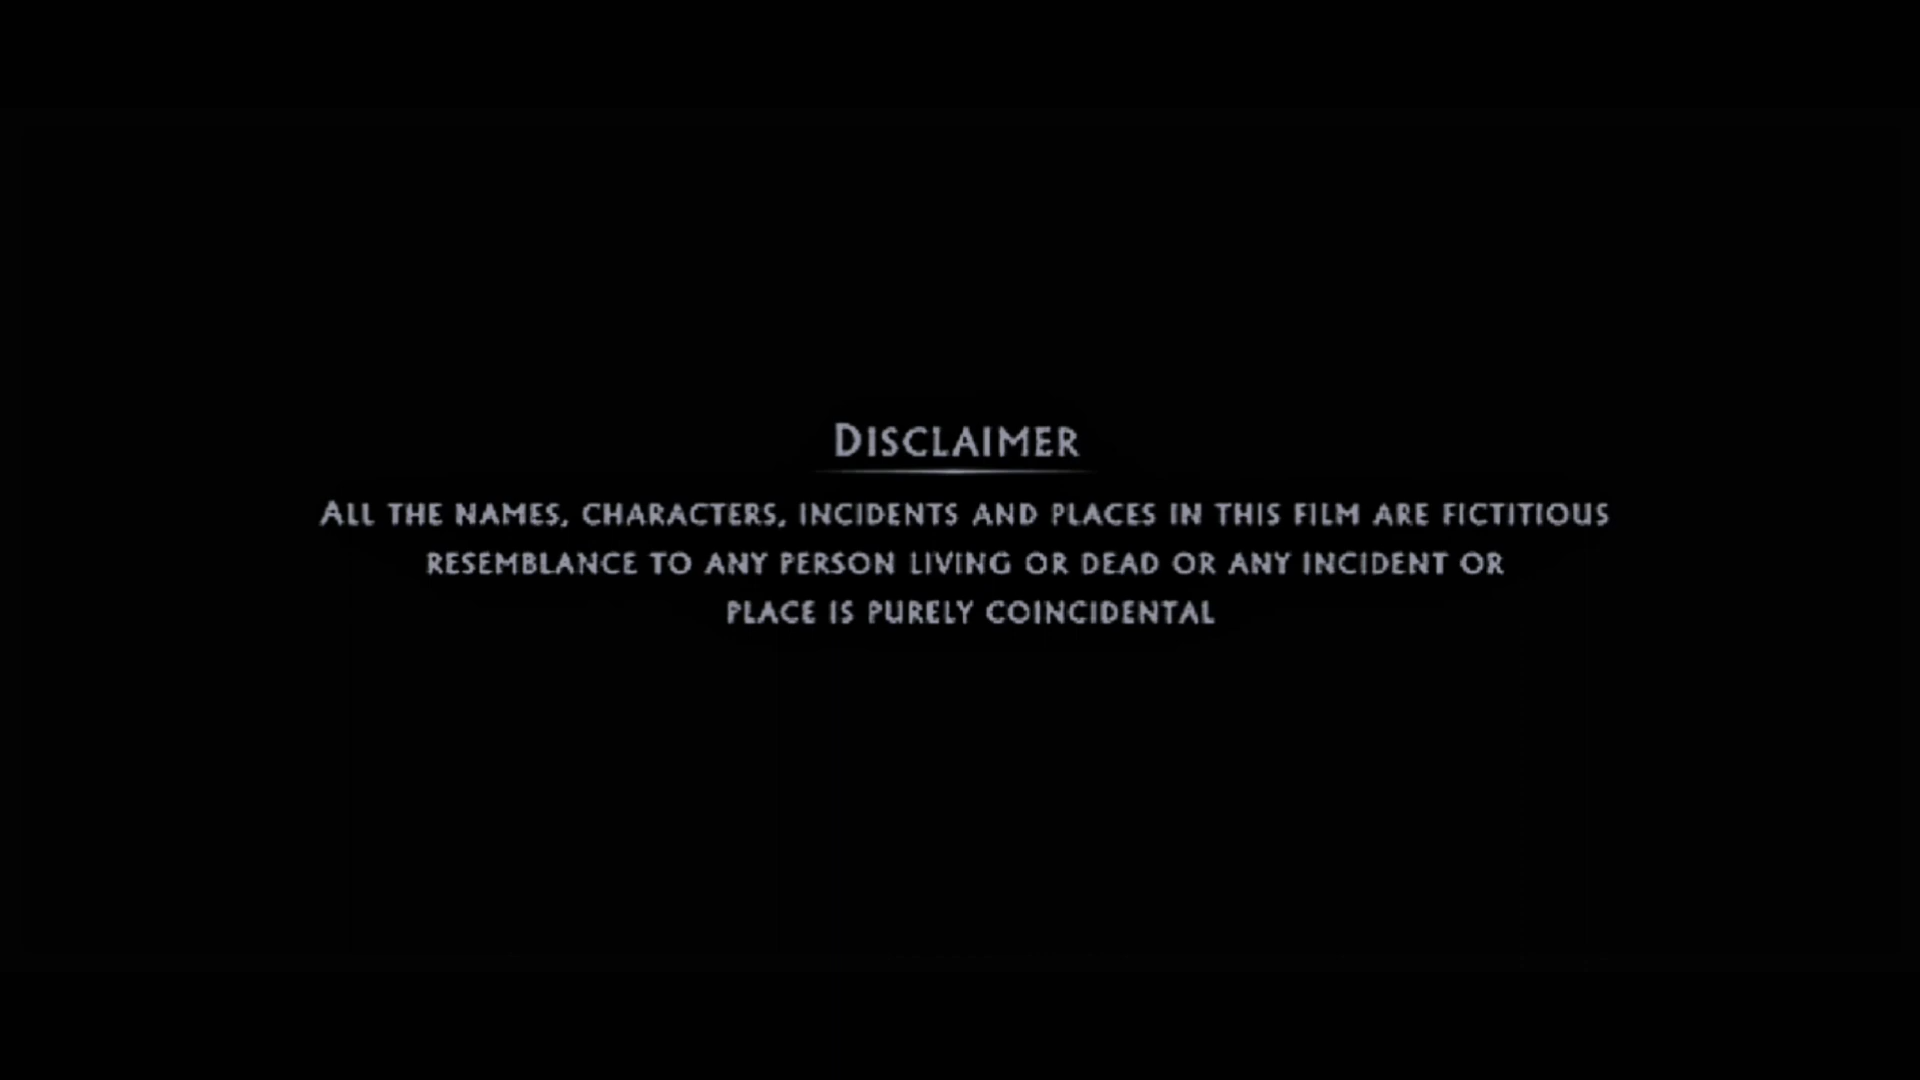 Disclaimer
All the names, characters, incidents and places in this film are fictitious
resemblance to any person living or dead or any incident or
place is purely coincidental